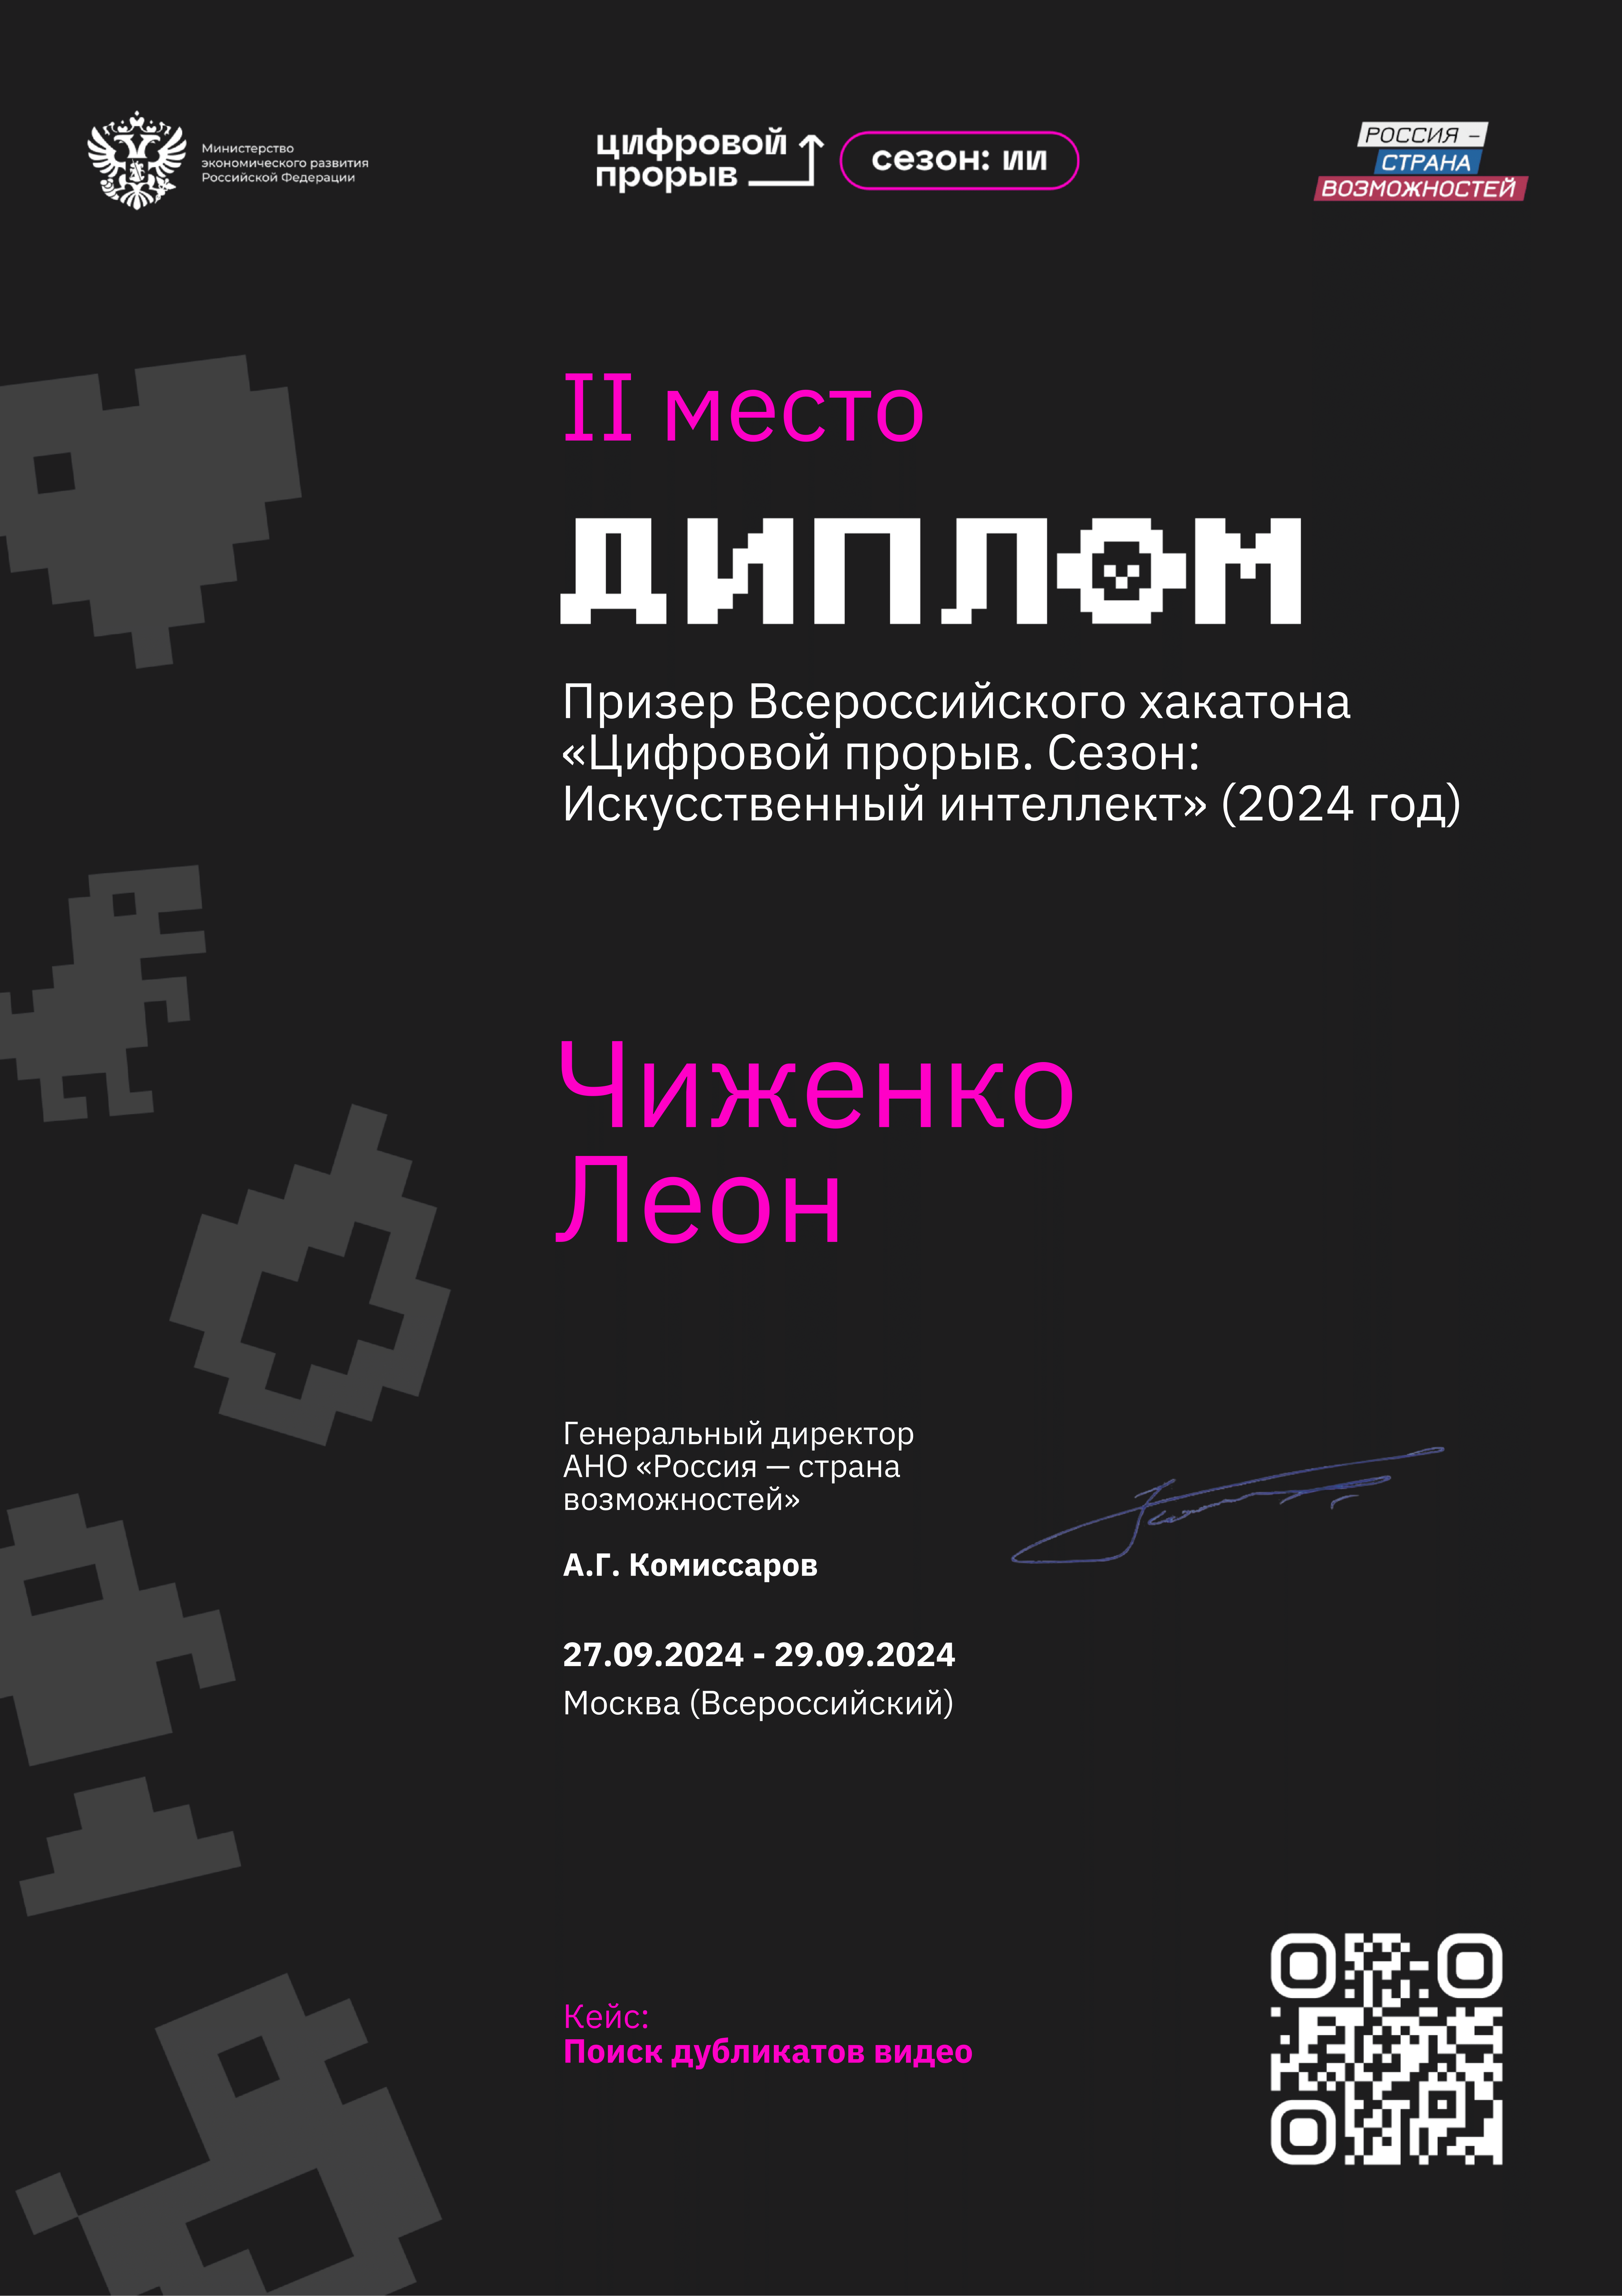 Министерство
экономического развития
Российской Федерации
цифровой
прорыв
сезон: ИИ
РОССИЯ –
СТРАНА
ВОЗМОЖНОСТЕЙ
II место
ДИПЛОМ
Призер Всероссийского хакатона
«Цифровой прорыв. Сезон:
Искусственный интеллект» (2024 год)
Чиженко
Леон
Генеральный директор
АНО «Россия — страна
возможностей»
А.Г. Комиссаров
27.09.2024 - 29.09.2024
Москва (Всероссийский)
Кейс:
Поиск дубликатов видео